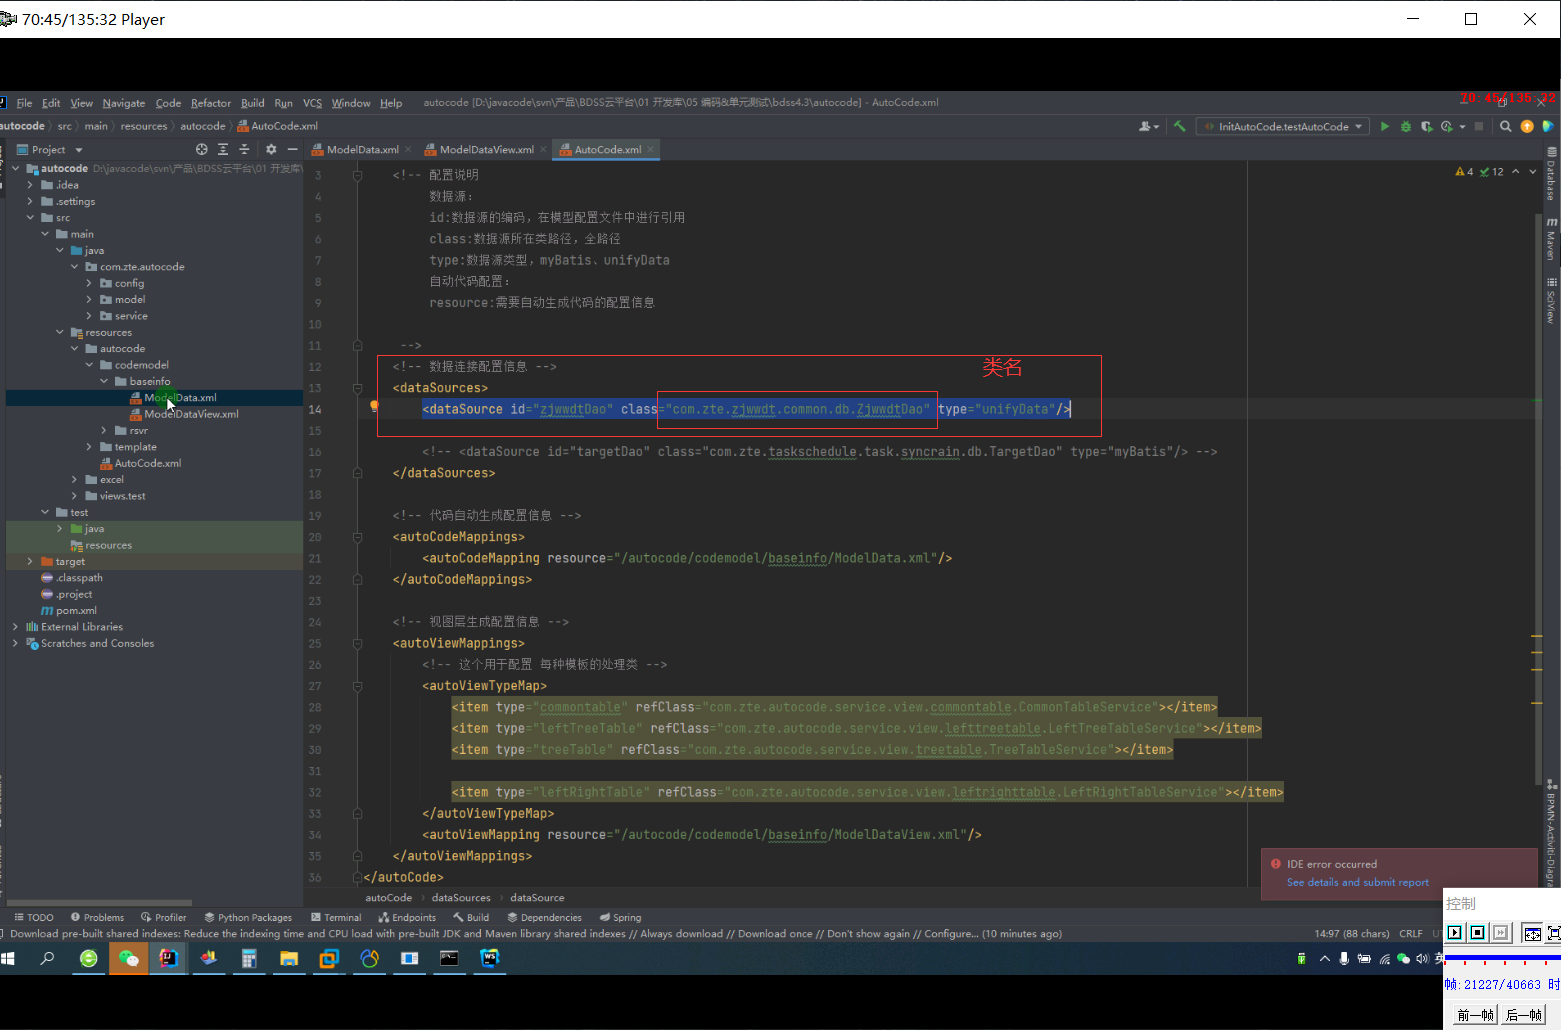 70:45/135:32 Player
File Edit View Navigate Code Refactor Build Run VCS Window Help autocode [D:\javacode\svn\产品\BDSS云平台\01 开发库\05 编码&单元测试\bdss4.3\autocode] - AutoCode.xml
70:45/135:32
autocode src main resources autocode AutoCode.xml
InitAutoCode.testAutoCode
Project
ModelData.xml ModelDataView.xml AutoCode.xml
autocode D:\javacode\svn\产品\BDSS云平台\01 开发库\
.idea
.settings
src
main
java
com.zte.autocode
config
model
service
resources
autocode
codemodel
baseinfo
ModelData.xml
ModelDataView.xml
rsvr
template
AutoCode.xml
excel
views.test
test
java
resources
target
.classpath
.project
pom.xml
External Libraries
Scratches and Consoles
4 12
3 <!-- 配置说明
4 数据源：
5 id:数据源的编码，在模型配置文件中进行引用
6 class:数据源所在类路径，全路径
7 type:数据源类型，myBatis、unifyData
8 自动代码配置：
9 resource:需要自动生成代码的配置信息
10
11 -->
12 <!-- 数据连接配置信息 -->
类名
13 <dataSources>
14 <dataSource id="zjwwdtDao" class="com.zte.zjwwdt.common.db.ZjwwdtDao" type="unifyData"/>
15
16 <!-- <dataSource id="targetDao" class="com.zte.taskschedule.task.syncrain.db.TargetDao" type="myBatis"/> -->
17 </dataSources>
18
19 <!-- 代码自动生成配置信息 -->
20 <autoCodeMappings>
21 <autoCodeMapping resource="/autocode/codemodel/baseinfo/ModelData.xml"/>
22 </autoCodeMappings>
23
24 <!-- 视图层生成配置信息 -->
25 <autoViewMappings>
26 <!-- 这个用于配置 每种模板的处理类 -->
27 <autoViewTypeMap>
28 <item type="commontable" refClass="com.zte.autocode.service.view.commontable.CommonTableService"></item>
29 <item type="leftTreeTable" refClass="com.zte.autocode.service.view.lefttreetable.LeftTreeTableService"></item>
30 <item type="treeTable" refClass="com.zte.autocode.service.view.treetable.TreeTableService"></item>
31
32 <item type="leftRightTable" refClass="com.zte.autocode.service.view.leftrighttable.LeftRightTableService"></item>
33 </autoViewTypeMap>
34 <autoViewMapping resource="/autocode/codemodel/baseinfo/ModelDataView.xml"/>
35 </autoViewMappings>
36 </autoCode>
Database
Maven
SciView
BPMN-Activiti-Diagra
IDE error occurred
See details and submit report
autoCode dataSources dataSource
TODO Problems Profiler Python Packages Terminal Endpoints Build Dependencies Spring
Download pre-built shared indexes: Reduce the indexing time and CPU load with pre-built JDK and Maven library shared indexes // Always download // Download once // Don't show again // Configure... (10 minutes ago)
14:97 (88 chars) CRLF
英
控制
帧:21227/40663 时
前一帧 后一帧